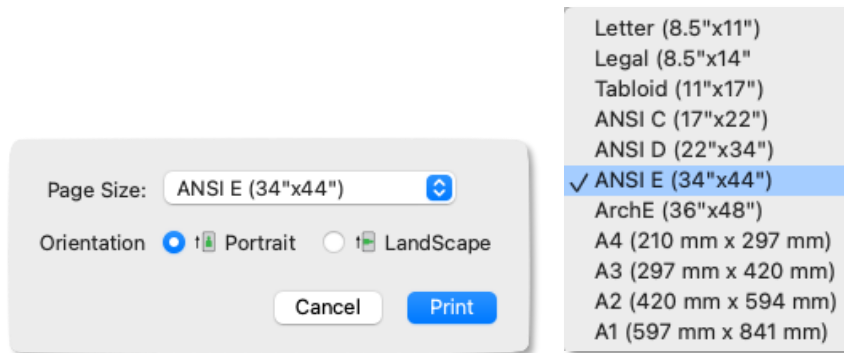 Page Size: ANSI E (34"x44")
Orientation Portrait LandScape
Cancel Print
Letter (8.5"x11")
Legal (8.5"x14"
Tabloid (11"x17")
ANSI C (17"x22")
ANSI D (22"x34")
✓ ANSI E (34"x44")
ArchE (36"x48")
A4 (210 mm x 297 mm)
A3 (297 mm x 420 mm)
A2 (420 mm x 594 mm)
A1 (597 mm x 841 mm)